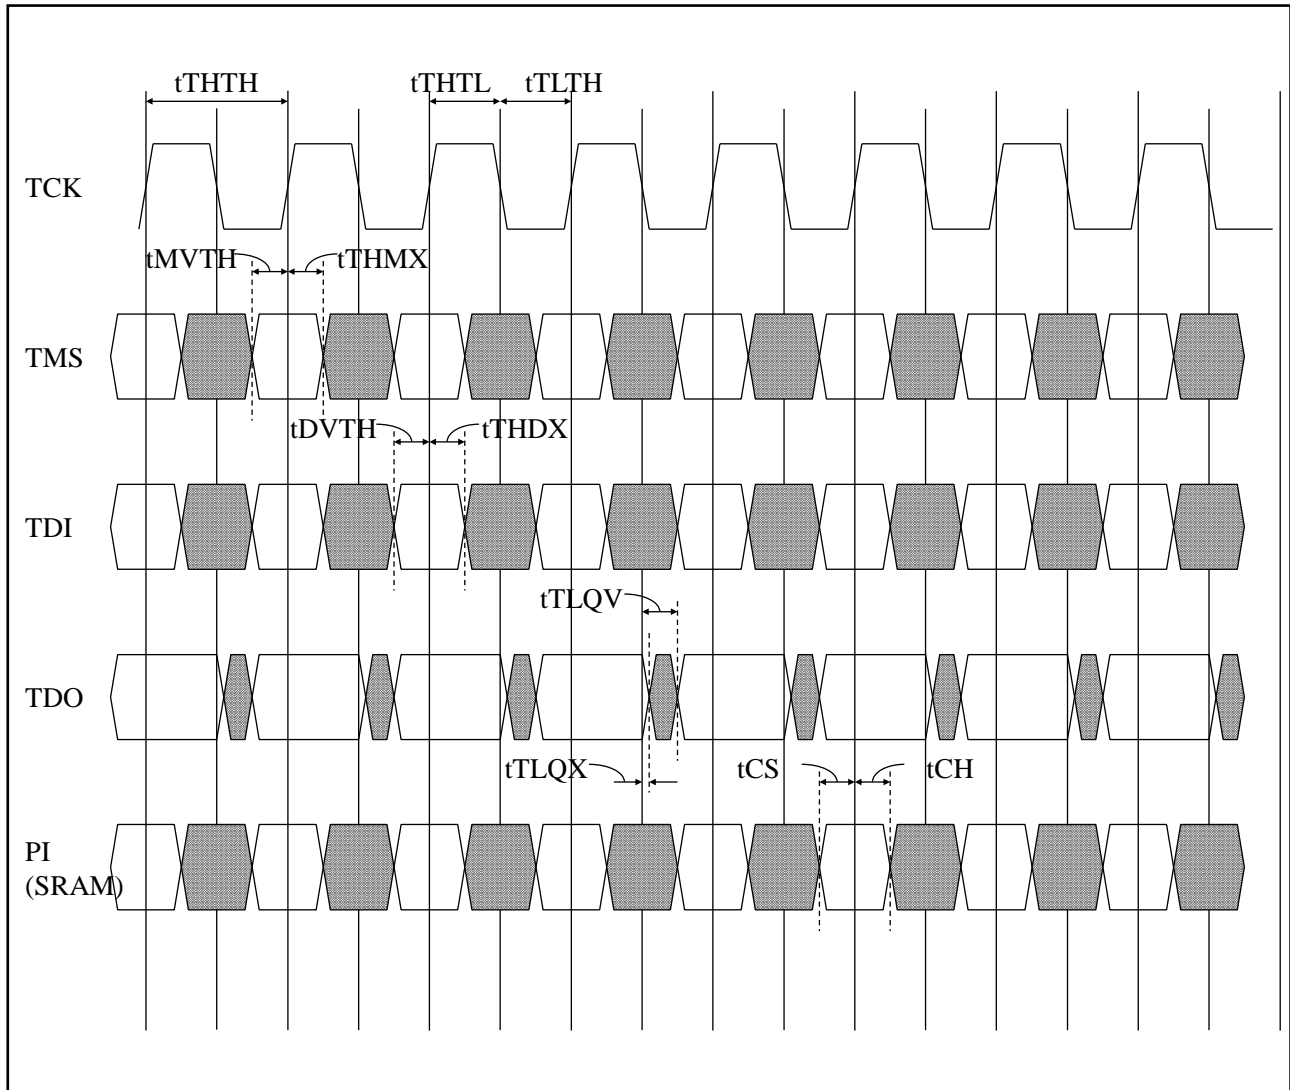 tTHTH
tTHTL
tTLTH
TCK
tMVTH
tTHMX
TMS
tDVTH
tTHDX
TDI
tTLQV
TDO
tTLQX
tCS
tCH
PI
(SRAM)